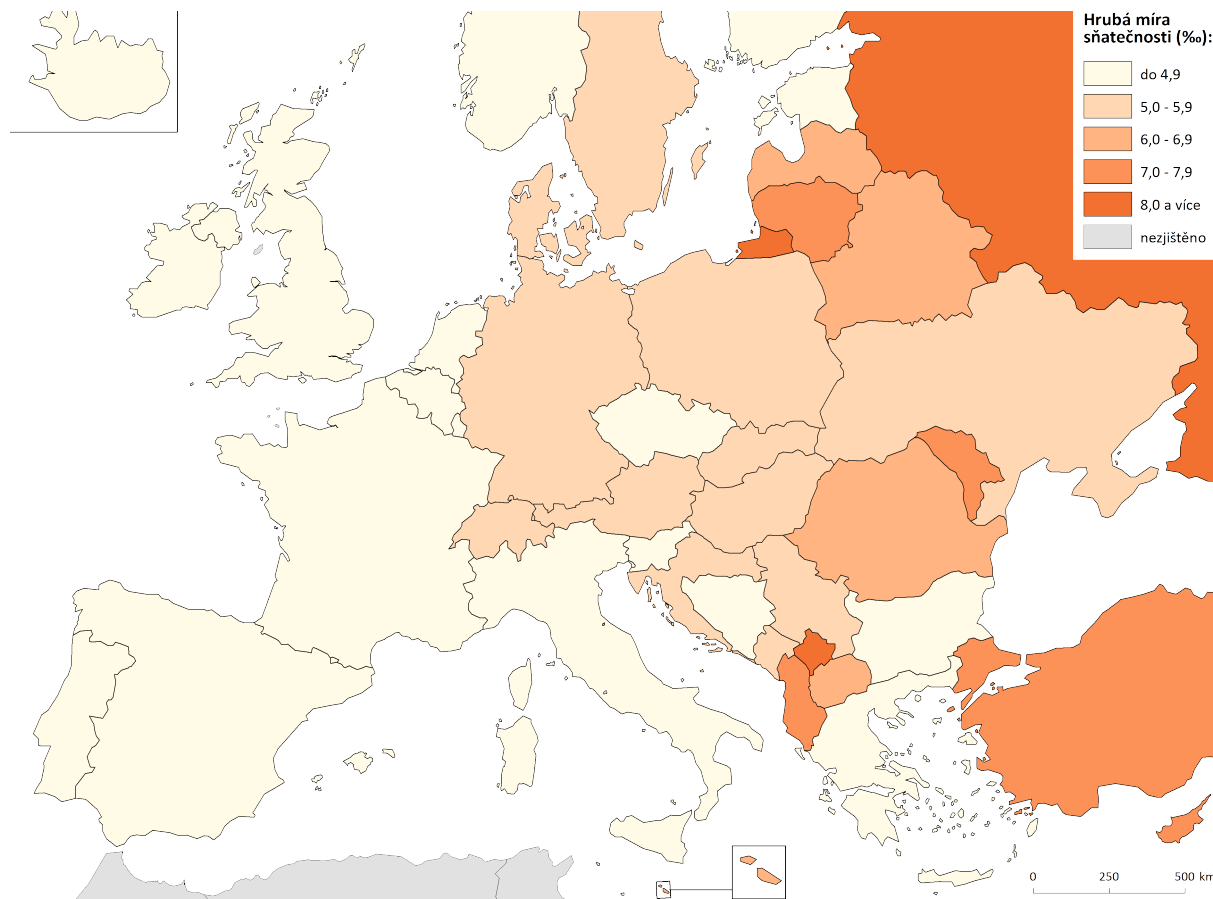 Hrubá míra
sňatečnosti (‰):
do 4,9
5,0 - 5,9
6,0 - 6,9
7,0 - 7,9
8,0 a více
nezjištěno
0 250 500 km